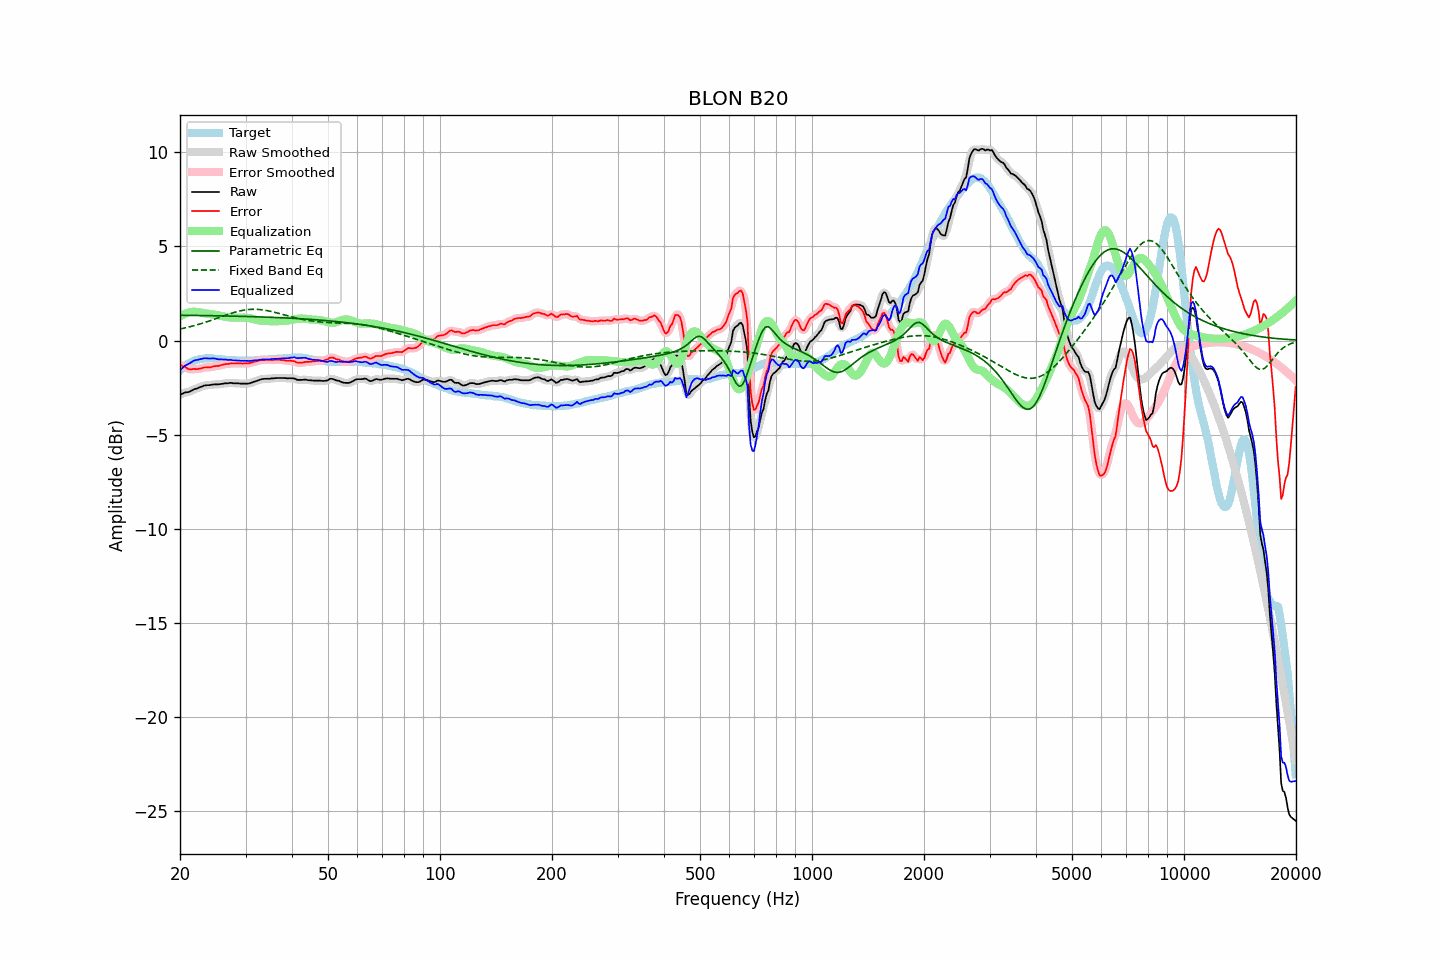 BLON B20
Target
Raw Smoothed
Error Smoothed
Raw
Error
Equalization
Parametric Eq
Fixed Band Eq
Equalized
10
5
0
−5
−10
−15
−20
−25
Amplitude (dBr)
20 50 100 200 500 1000 2000 5000 10000 20000
Frequency (Hz)